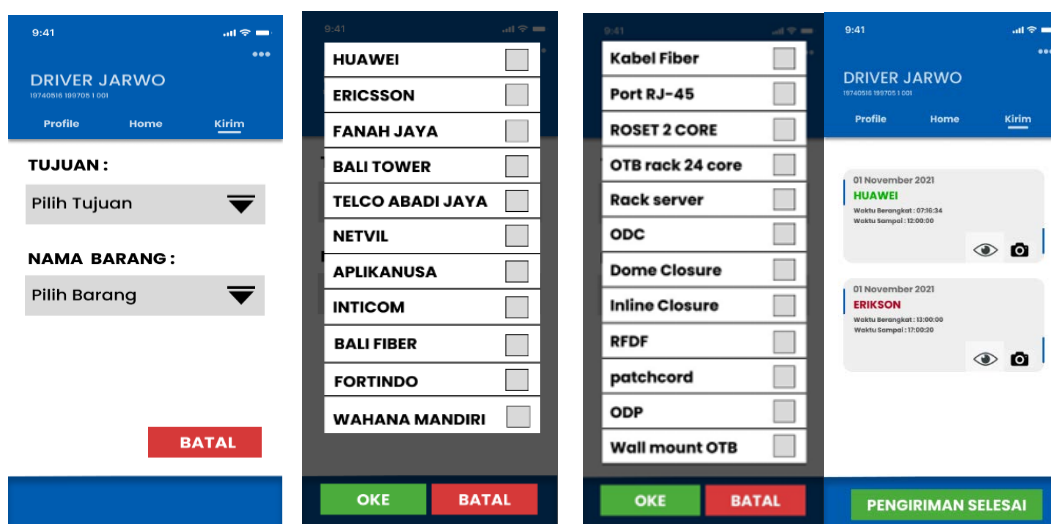 9:41
DRIVER JARWO
19740516 199705 1 001
Profile Home Kirim
TUJUAN :
Pilih Tujuan
NAMA BARANG :
Pilih Barang
BATAL
9:41
HUAWEI
ERICSSON
FANAH JAYA
BALI TOWER
TELCO ABADI JAYA
NETVIL
APLIKANUSA
INTICOM
BALI FIBER
FORTINDO
WAHANA MANDIRI
OKE BATAL
9:41
Kabel Fiber
Port RJ-45
ROSET 2 CORE
OTB rack 24 core
Rack server
ODC
Dome Closure
Inline Closure
RFDF
patchcord
ODP
Wall mount OTB
OKE BATAL
9:41
DRIVER JARWO
19740516 199705 1 001
Profile Home Kirim
01 November 2021
HUAWEI
Waktu Berangkat : 07:16:34
Waktu Sampai : 12:00:00
01 November 2021
ERIKSON
Waktu Berangkat : 13:00:00
Waktu Sampai : 17:00:20
PENGIRIMAN SELESAI